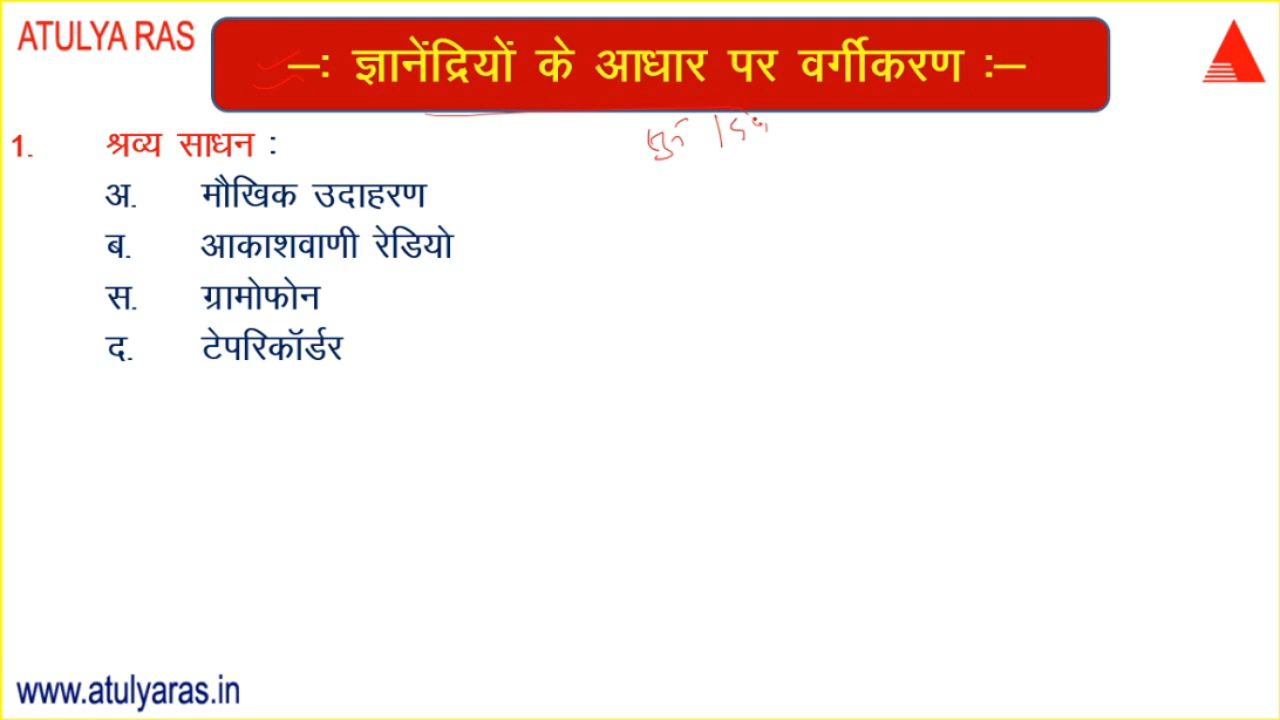 ATULYA RAS
–: ज्ञानेंद्रियों के आधार पर वर्गीकरण :–
1. श्रव्य साधन :
अ. मौखिक उदाहरण
ब. आकाशवाणी रेडियो
स. ग्रामोफोन
द. टेपरिकॉर्डर
www.atulyaras.in